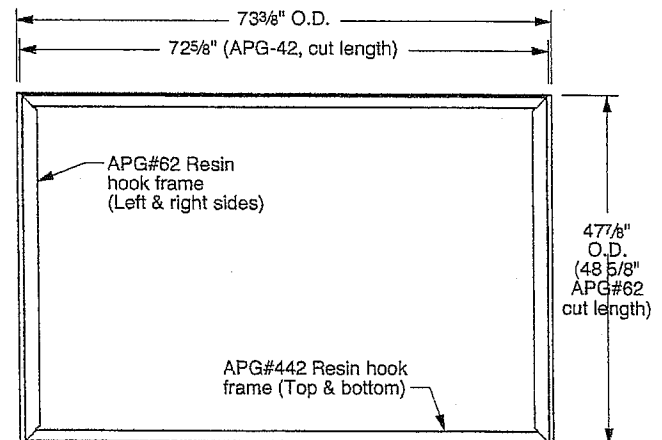 73⅜" O.D.
72⅝" (APG-42, cut length)
APG#62 Resin
hook frame
(Left & right sides)
47⅞"
O.D.
(48 5/8"
APG#62
cut length)
APG#442 Resin hook
frame (Top & bottom)